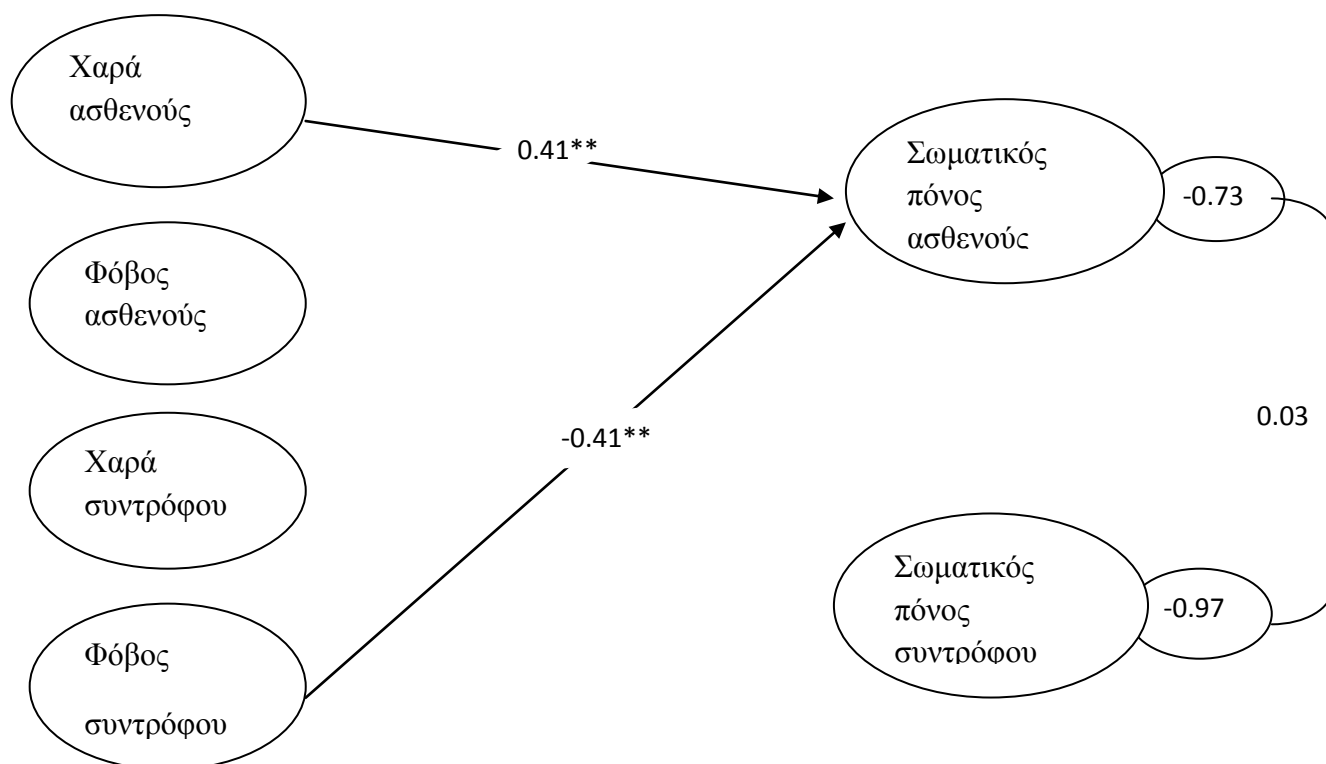 Χαρά
ασθενούς
0.41**
Σωματικός
πόνος
ασθενούς
-0.73
Φόβος
ασθενούς
-0.41**
0.03
Χαρά
συντρόφου
Σωματικός
πόνος
συντρόφου
-0.97
Φόβος
συντρόφου